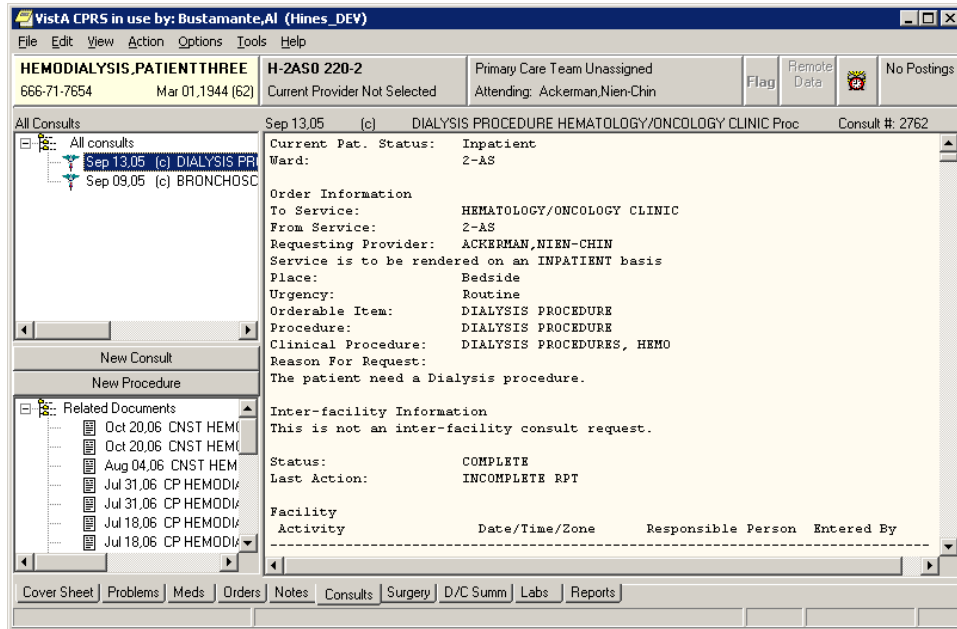 VistA CPRS in use by: Bustamante,Al (Hines_DEV)
File Edit View Action Options Tools Help
HEMODIALYSIS,PATIENTTHREE
666-71-7654 Mar 01,1944 (62)
H-2AS0 220-2
Current Provider Not Selected
Primary Care Team Unassigned
Attending: Ackerman,Nien-Chin
Flag
Remote
Data
No Postings
All Consults
All consults
Sep 13,05 (c) DIALYSIS PR
Sep 09,05 (c) BRONCHOSC
New Consult
New Procedure
Related Documents
Oct 20,06 CNST HEM
Oct 20,06 CNST HEM
Aug 04,06 CNST HEM
Jul 31,06 CP HEMODI
Jul 31,06 CP HEMODI
Jul 18,06 CP HEMODI
Jul 18,06 CP HEMODI
Sep 13,05 (c) DIALYSIS PROCEDURE HEMATOLOGY/ONCOLOGY CLINIC Proc Consult #: 2762
Current Pat. Status: Inpatient
Ward: 2-AS
Order Information
To Service: HEMATOLOGY/ONCOLOGY CLINIC
From Service: 2-AS
Requesting Provider: ACKERMAN,NIEN-CHIN
Service is to be rendered on an INPATIENT basis
Place: Bedside
Urgency: Routine
Orderable Item: DIALYSIS PROCEDURE
Procedure: DIALYSIS PROCEDURE
Clinical Procedure: DIALYSIS PROCEDURES, HEMO
Reason For Request:
The patient need a Dialysis procedure.
Inter-facility Information
This is not an inter-facility consult request.
Status: COMPLETE
Last Action: INCOMPLETE RPT
Facility
Activity Date/Time/Zone Responsible Person Entered By
--------------------------------------------------------------------------------
Cover Sheet Problems Meds Orders Notes Consults Surgery D/C Summ Labs Reports